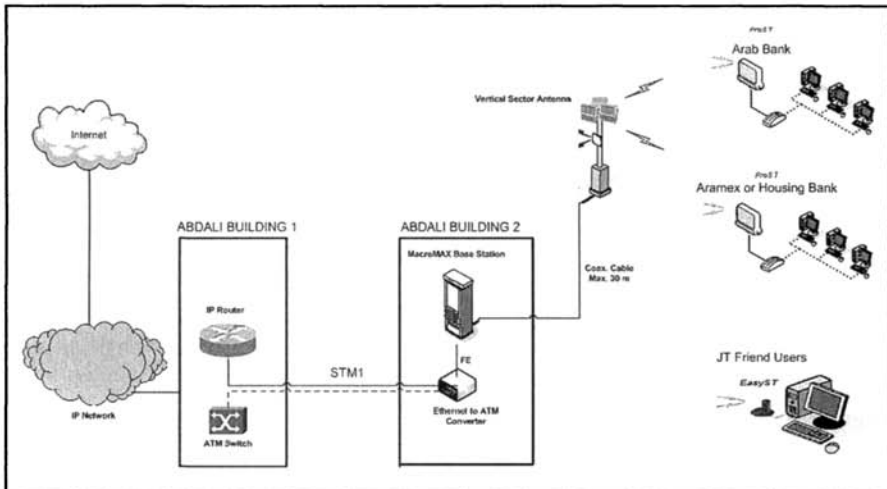 ProST
Arab Bank
Vertical Sector Antenna
Internet
ProST
Aramex or Housing Bank
ABDALI BUILDING 1
ABDALI BUILDING 2
MacroMAX Base Station
Coax. Cable
Max. 30 m
IP Router
JT Friend Users
FE
STM1
EasyST
IP Network
Ethernet to ATM
Converter
ATM Switch